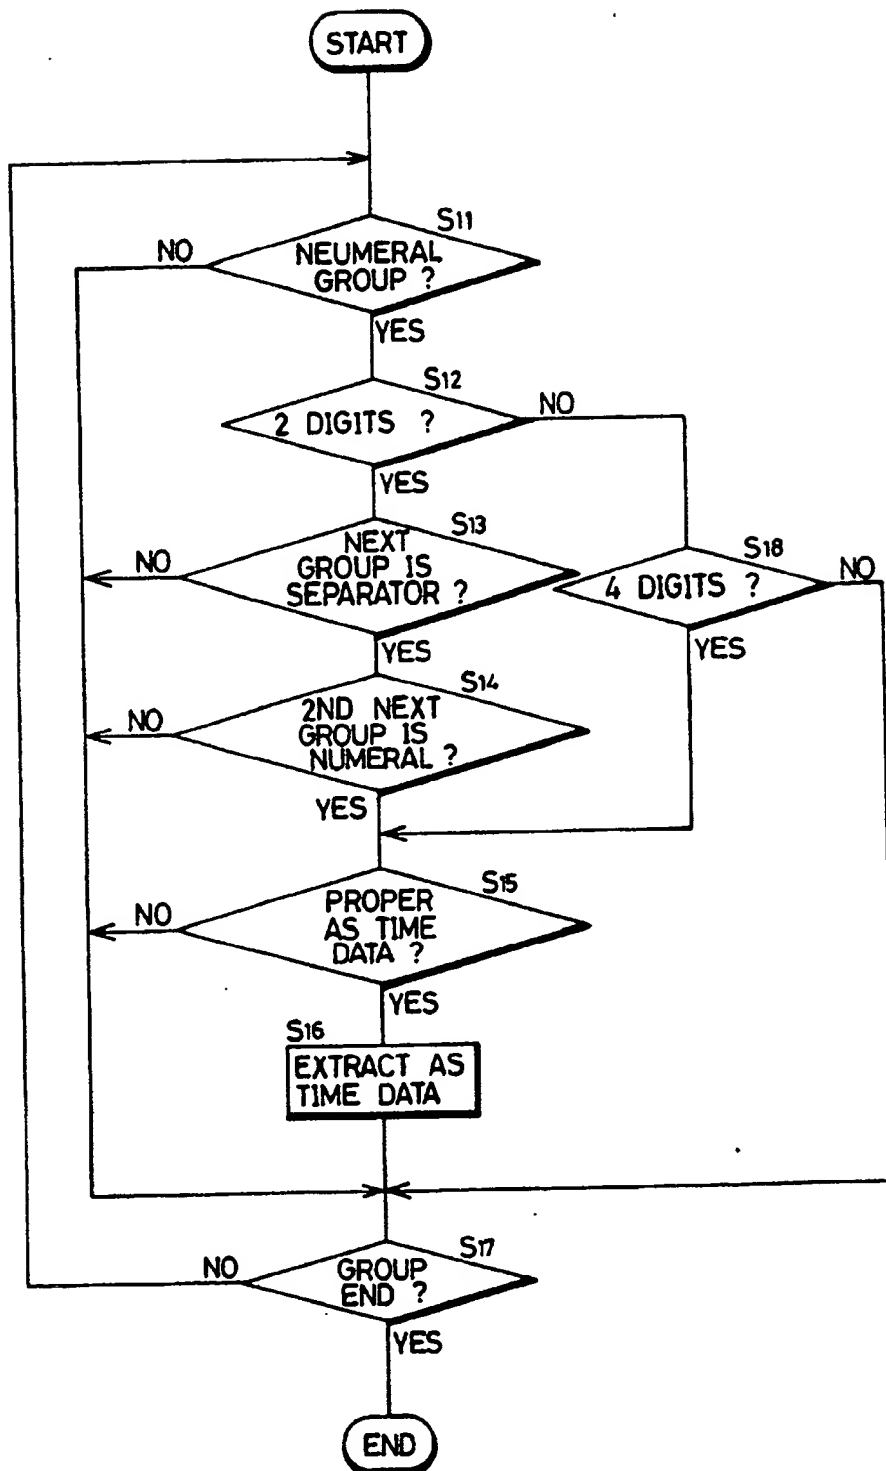 START
S11
NO
NEUMERAL
GROUP ?
YES
S12
2 DIGITS ?
NO
YES
S13
NO
NEXT
GROUP IS
SEPARATOR ?
YES
S18
4 DIGITS ?
NO
YES
S14
NO
2ND NEXT
GROUP IS
NUMERAL ?
YES
S15
NO
PROPER
AS TIME
DATA ?
YES
S16
EXTRACT AS
TIME DATA
S17
NO
GROUP
END ?
YES
END